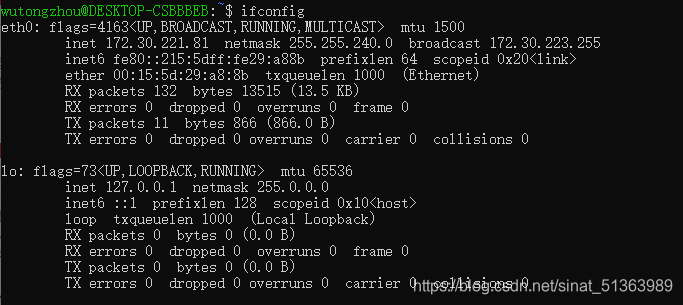 wutongzhou@DESKTOP-CSBBBEB:~$ ifconfig
eth0: flags=4163<UP,BROADCAST,RUNNING,MULTICAST>  mtu 1500
        inet 172.30.221.81  netmask 255.255.240.0  broadcast 172.30.223.255
        inet6 fe80::215:5dff:fe29:a88b  prefixlen 64  scopeid 0x20<link>
        ether 00:15:5d:29:a8:8b  txqueuelen 1000  (Ethernet)
        RX packets 132  bytes 13515 (13.5 KB)
        RX errors 0  dropped 0  overruns 0  frame 0
        TX packets 11  bytes 866 (866.0 B)
        TX errors 0  dropped 0 overruns 0  carrier 0  collisions 0
lo: flags=73<UP,LOOPBACK,RUNNING>  mtu 65536
        inet 127.0.0.1  netmask 255.0.0.0
        inet6 ::1  prefixlen 128  scopeid 0x10<host>
        loop  txqueuelen 1000  (Local Loopback)
        RX packets 0  bytes 0 (0.0 B)
        RX errors 0  dropped 0  overruns 0  frame 0
        TX packets 0  bytes 0 (0.0 B)
        TX errors 0  dropped 0 overruns 0  carrier 0  collisions 0
https://blog.csdn.net/sinat_51363989